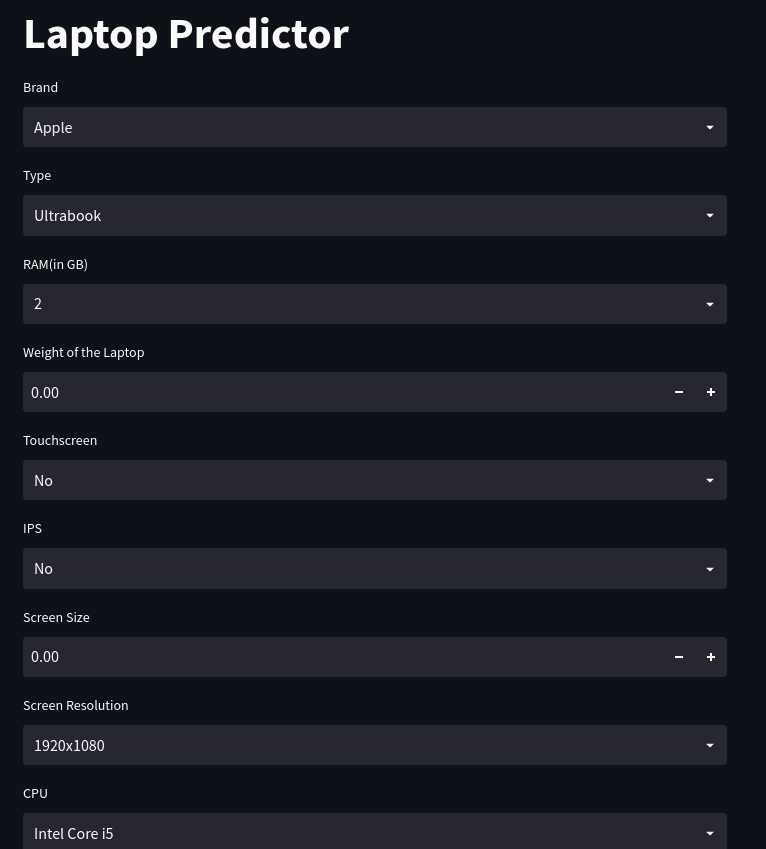 Laptop Predictor
Brand
Apple
Type
Ultrabook
RAM(in GB)
2
Weight of the Laptop
0.00
Touchscreen
No
IPS
No
Screen Size
0.00
Screen Resolution
1920x1080
CPU
Intel Core i5